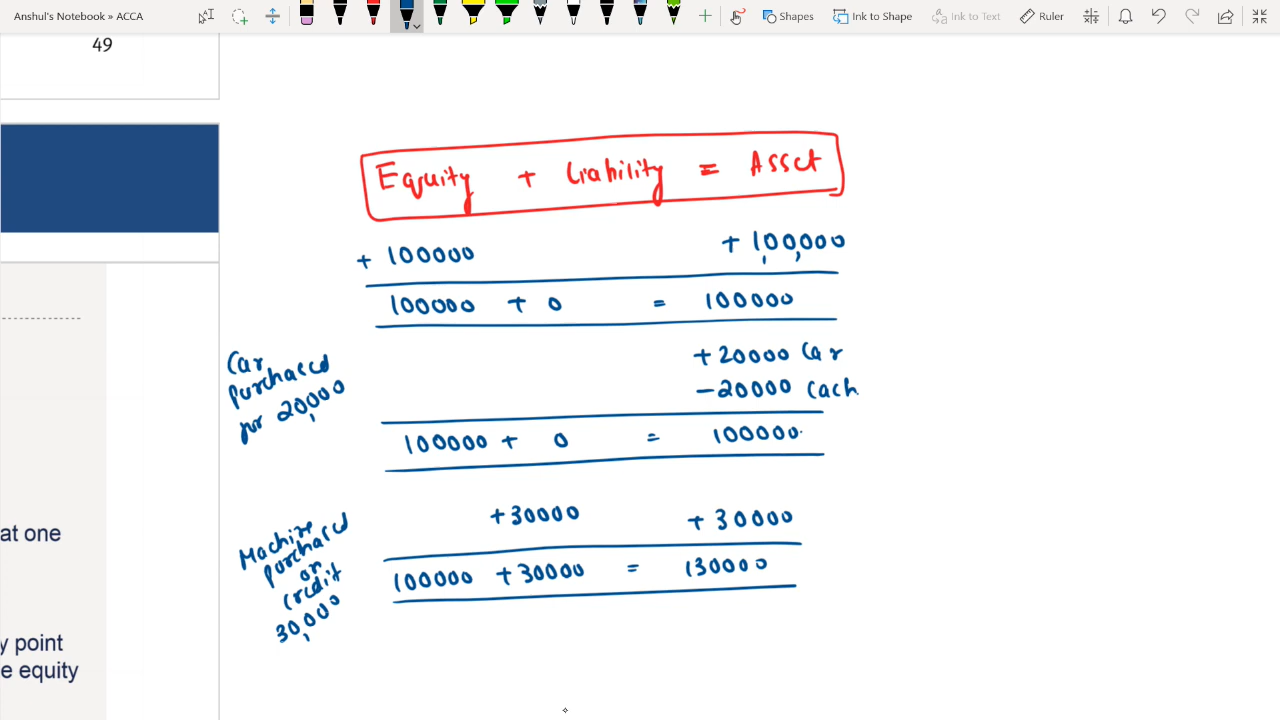 Anshul's Notebook » ACCA
Shapes
Ink to Shape
Ink to Text
Ruler
49
Equity + Liability = Asset
+ 100000 + 100,000
100000 + 0 = 100000
Car purchased for 20,000
+20000 Car
-20000 Cash
100000 + 0 = 100000
at one
Machine purchased on credit 30,000
+30000 +30000
100000 +30000 = 130000
y point
e equity